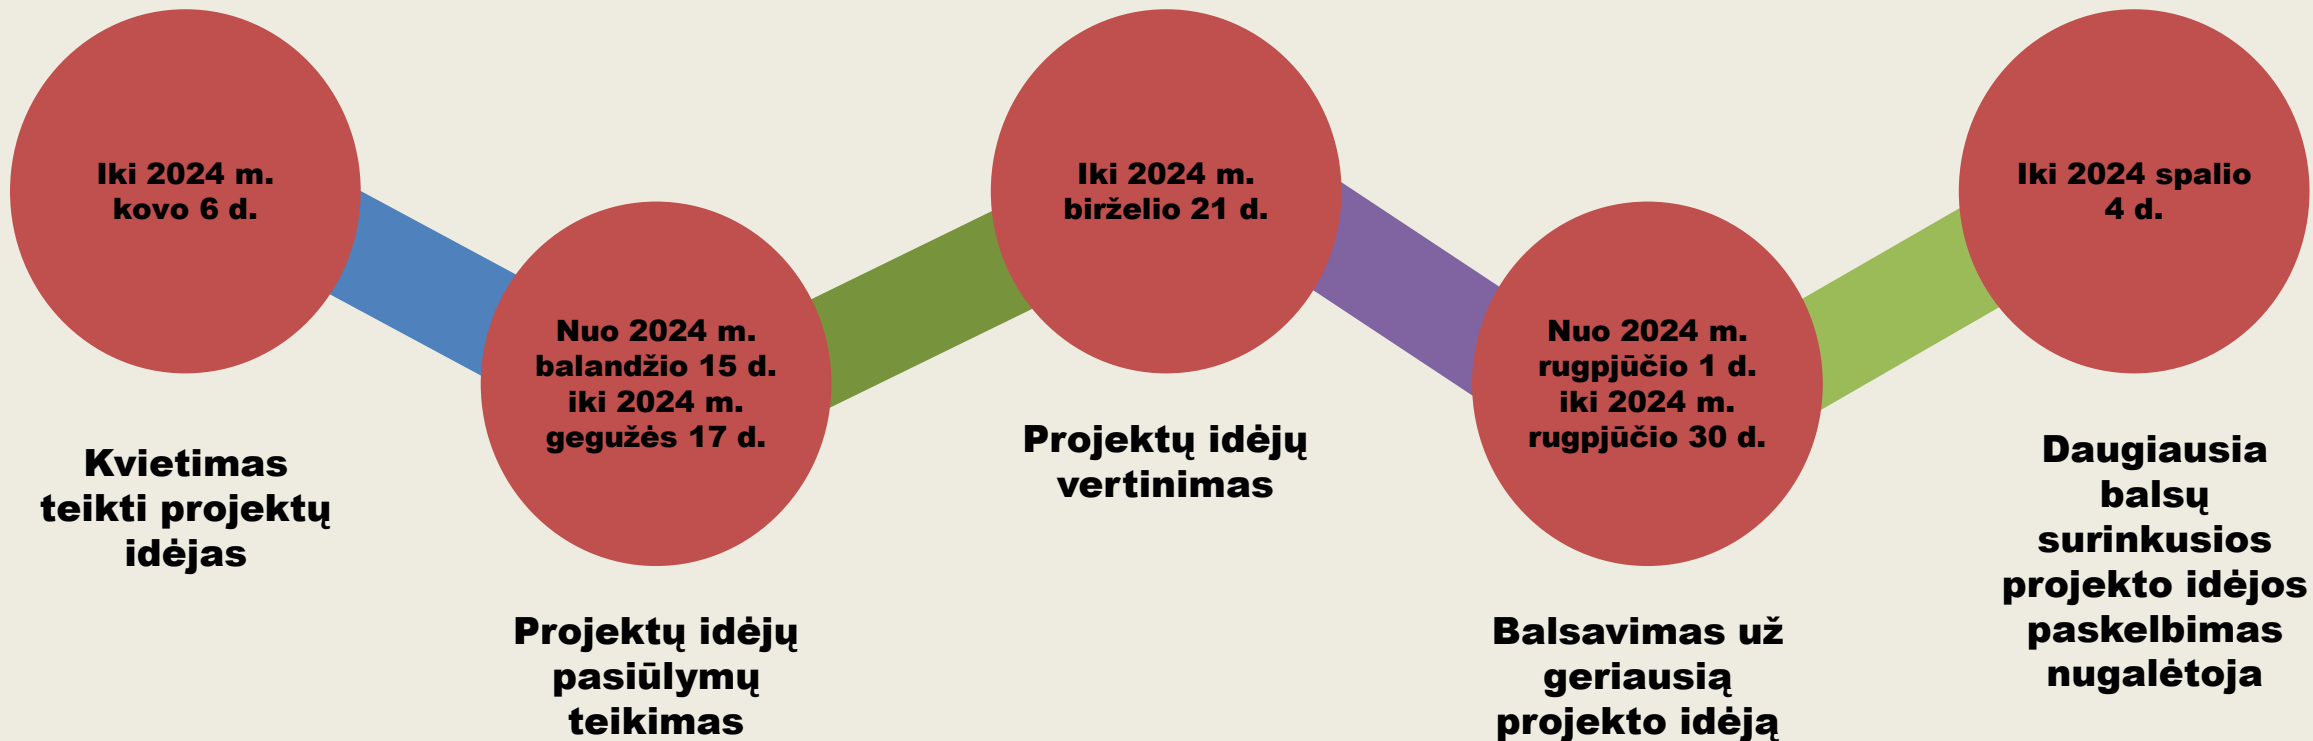 Iki 2024 m.
kovo 6 d.
Kvietimas
teikti projektų
idėjas
Nuo 2024 m.
balandžio 15 d.
iki 2024 m.
gegužės 17 d.
Projektų idėjų
pasiūlymų
teikimas
Iki 2024 m.
birželio 21 d.
Projektų idėjų
vertinimas
Nuo 2024 m.
rugpjūčio 1 d.
iki 2024 m.
rugpjūčio 30 d.
Balsavimas už
geriausią
projekto idėją
Iki 2024 spalio
4 d.
Daugiausia
balsų
surinkusios
projekto idėjos
paskelbimas
nugalėtoja